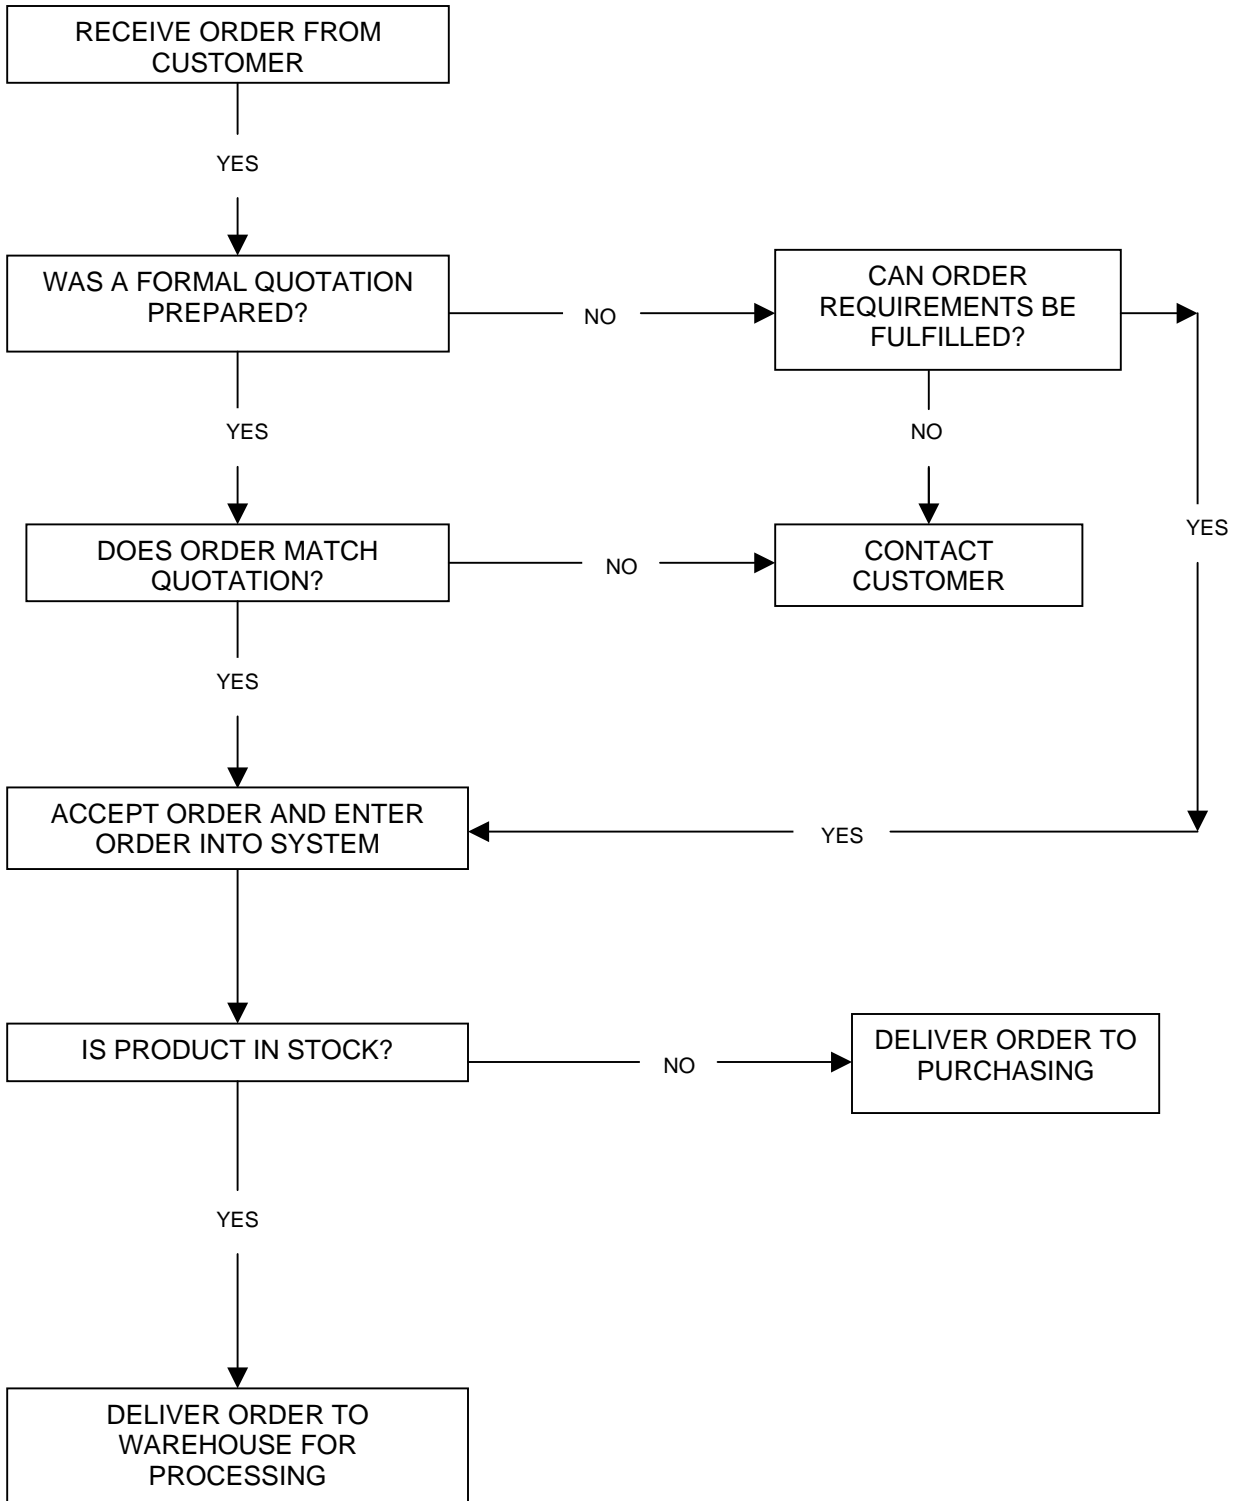 RECEIVE ORDER FROM
CUSTOMER
YES
WAS A FORMAL QUOTATION
PREPARED?
NO
CAN ORDER
REQUIREMENTS BE
FULFILLED?
YES
NO
YES
DOES ORDER MATCH
QUOTATION?
NO
CONTACT
CUSTOMER
YES
ACCEPT ORDER AND ENTER
ORDER INTO SYSTEM
YES
IS PRODUCT IN STOCK?
NO
DELIVER ORDER TO
PURCHASING
YES
DELIVER ORDER TO
WAREHOUSE FOR
PROCESSING